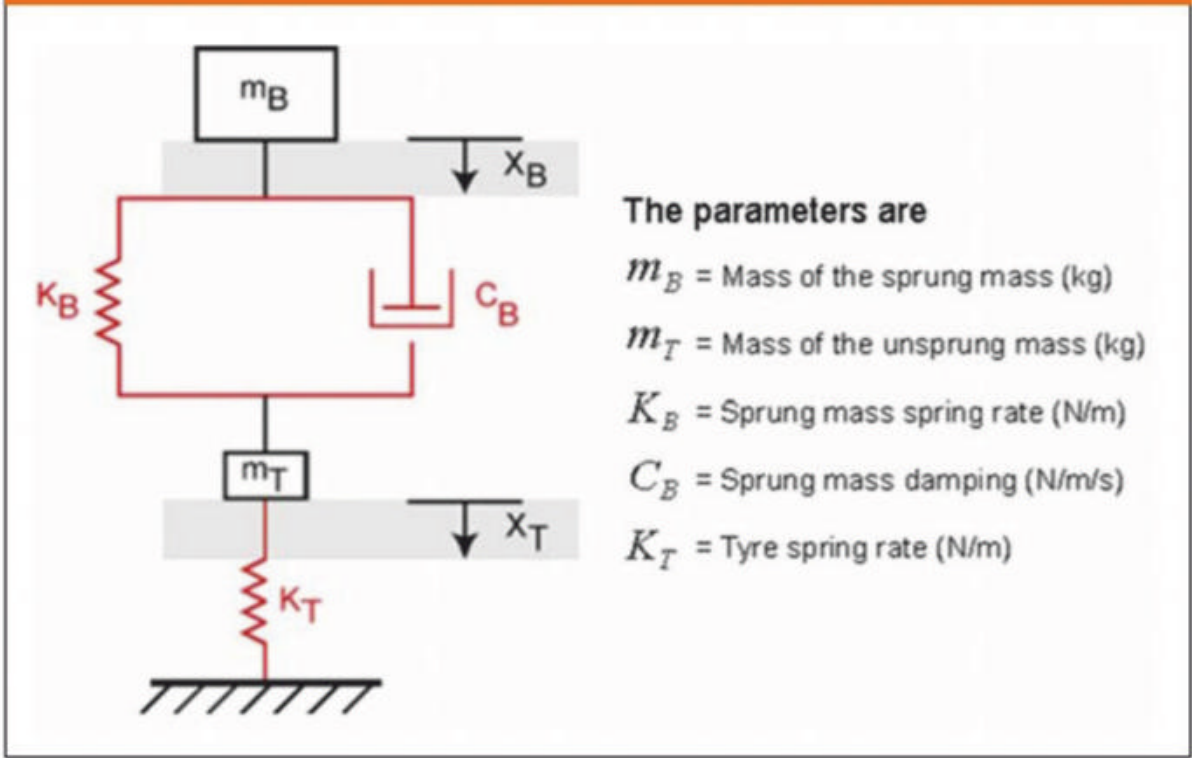 mB
xB
KB
CB
mT
xT
KT
The parameters are
mB = Mass of the sprung mass (kg)
mT = Mass of the unsprung mass (kg)
KB = Sprung mass spring rate (N/m)
CB = Sprung mass damping (N/m/s)
KT = Tyre spring rate (N/m)